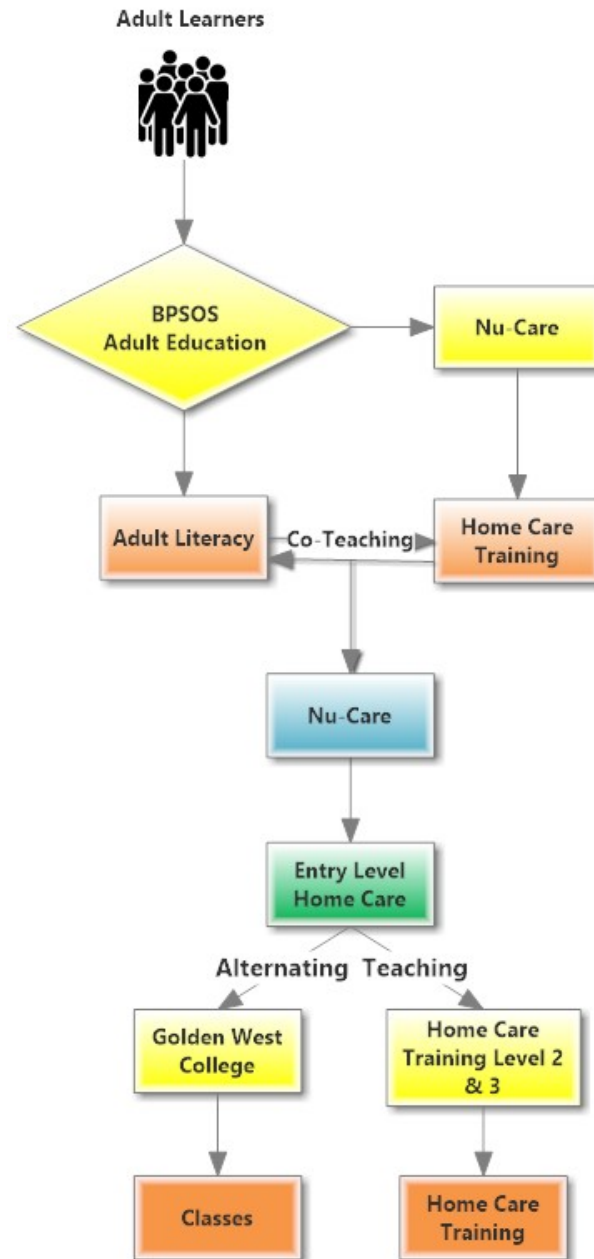 Adult Learners
BPSOS
Adult Education
Nu-Care
Adult Literacy
Co-Teaching
Home Care
Training
Nu-Care
Entry Level
Home Care
Alternating Teaching
Golden West
College
Home Care
Training Level 2
& 3
Classes
Home Care
Training